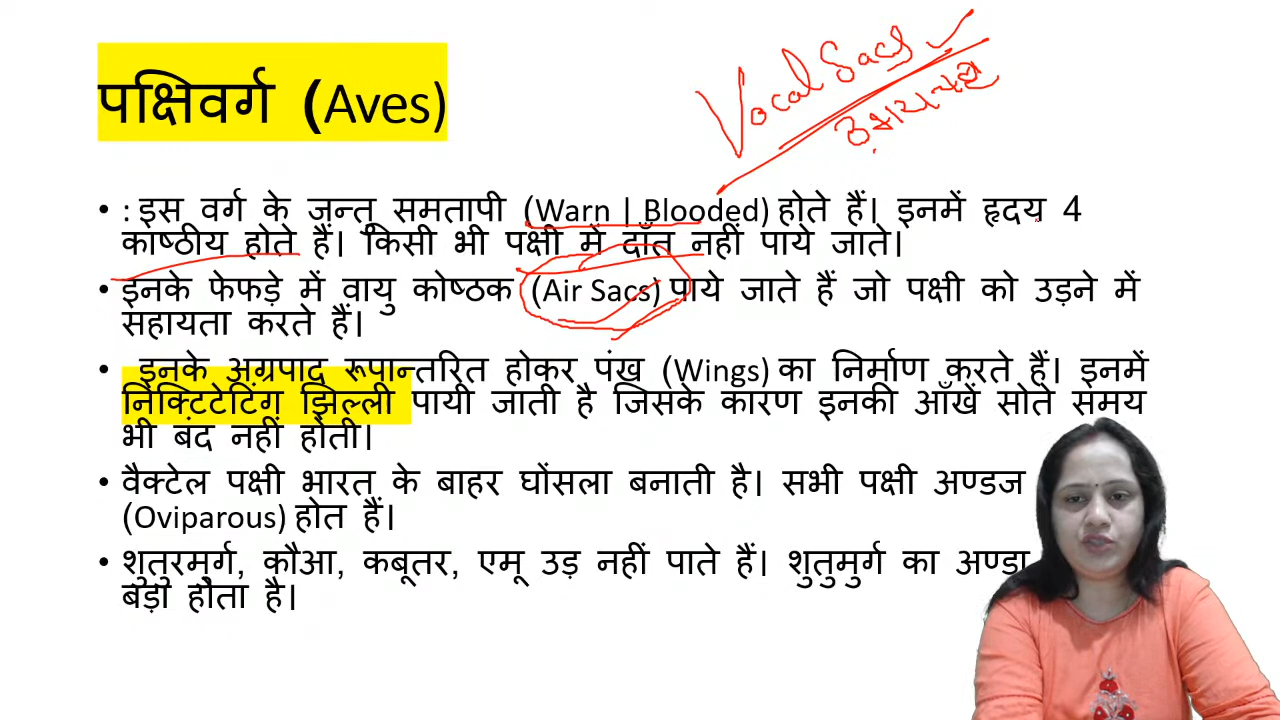 पक्षिवर्ग (Aves)
Vocal Sacs
उभयचर
• : इस वर्ग के जन्तु समतापी (Warn | Blooded) होते हैं। इनमें हृदय 4
काष्ठीय होते हैं। किसी भी पक्षी में दाँत नहीं पाये जाते।
• इनके फेफड़े में वायु कोष्ठक (Air Sacs) पाये जाते हैं जो पक्षी को उड़ने में
सहायता करते हैं।
• इनके अग्रपाद रूपान्तरित होकर पंख (Wings) का निर्माण करते हैं। इनमें
निक्टिटेटिंग झिल्ली पायी जाती है जिसके कारण इनकी आँखें सोते समय
भी बंद नहीं होती।
• वैक्टेल पक्षी भारत के बाहर घोंसला बनाती है। सभी पक्षी अण्डज
(Oviparous) होत हैं।
• शुतुरमुर्ग, कौआ, कबूतर, एमू उड़ नहीं पाते हैं। शुतुमुर्ग का अण्डा
बड़ा होता है।